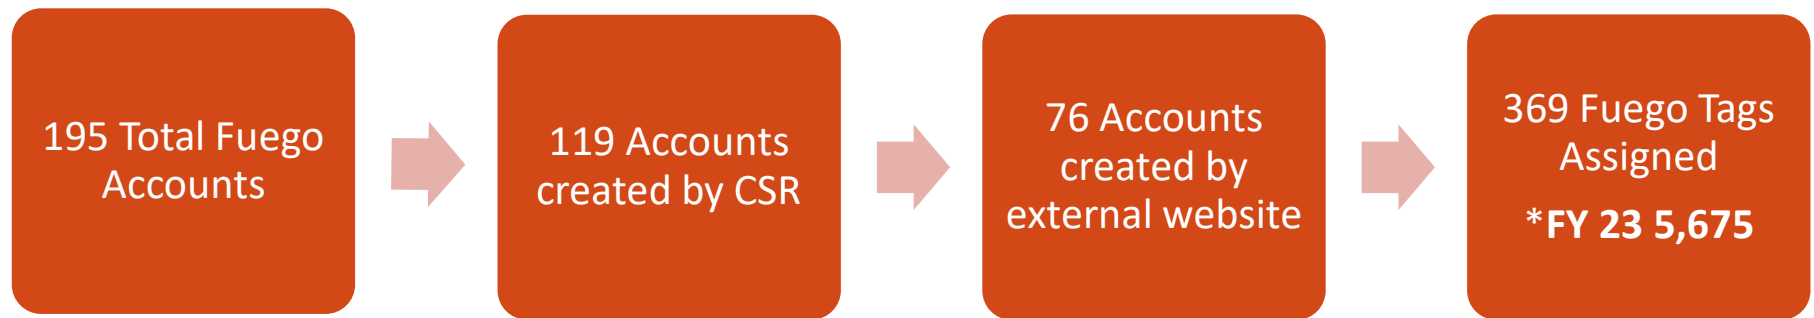 195 Total Fuego
Accounts
119 Accounts
created by CSR
76 Accounts
created by
external website
369 Fuego Tags
Assigned
*FY 23 5,675